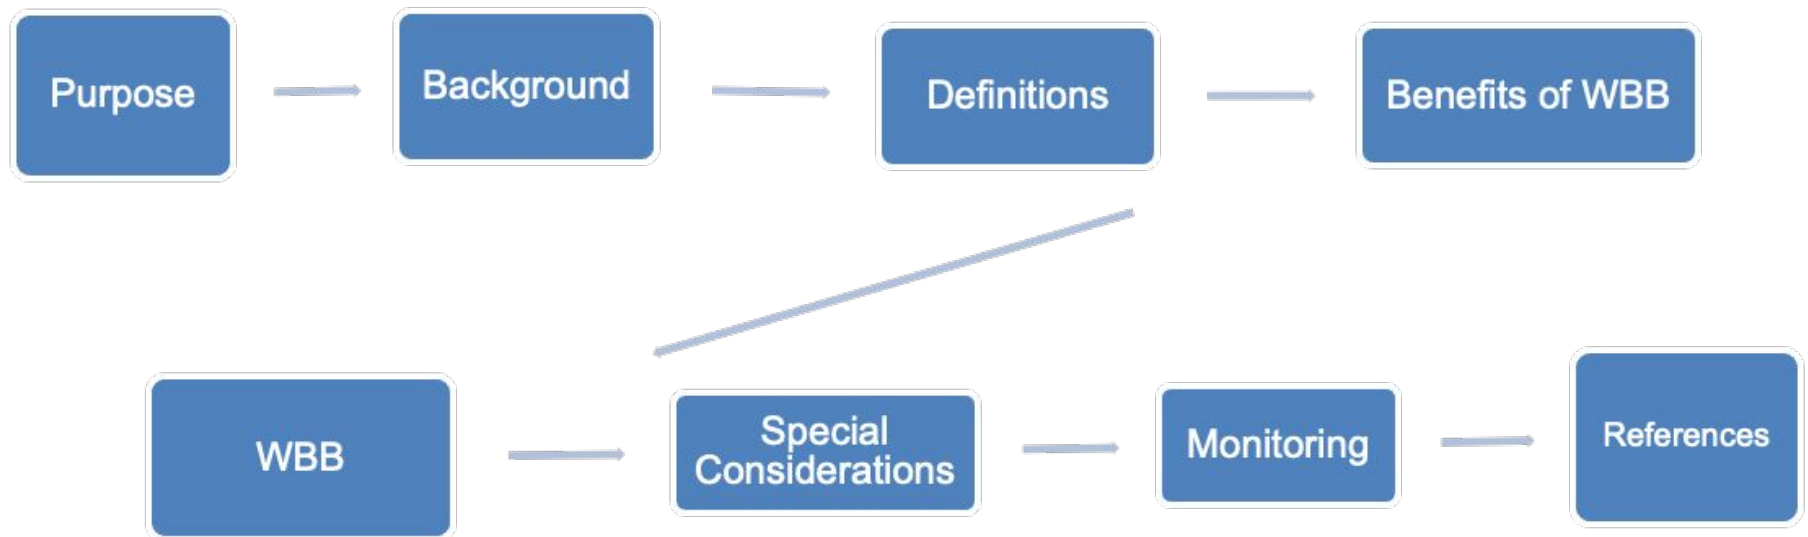 Purpose
Background
Definitions
Benefits of WBB
WBB
Special
Considerations
Monitoring
References